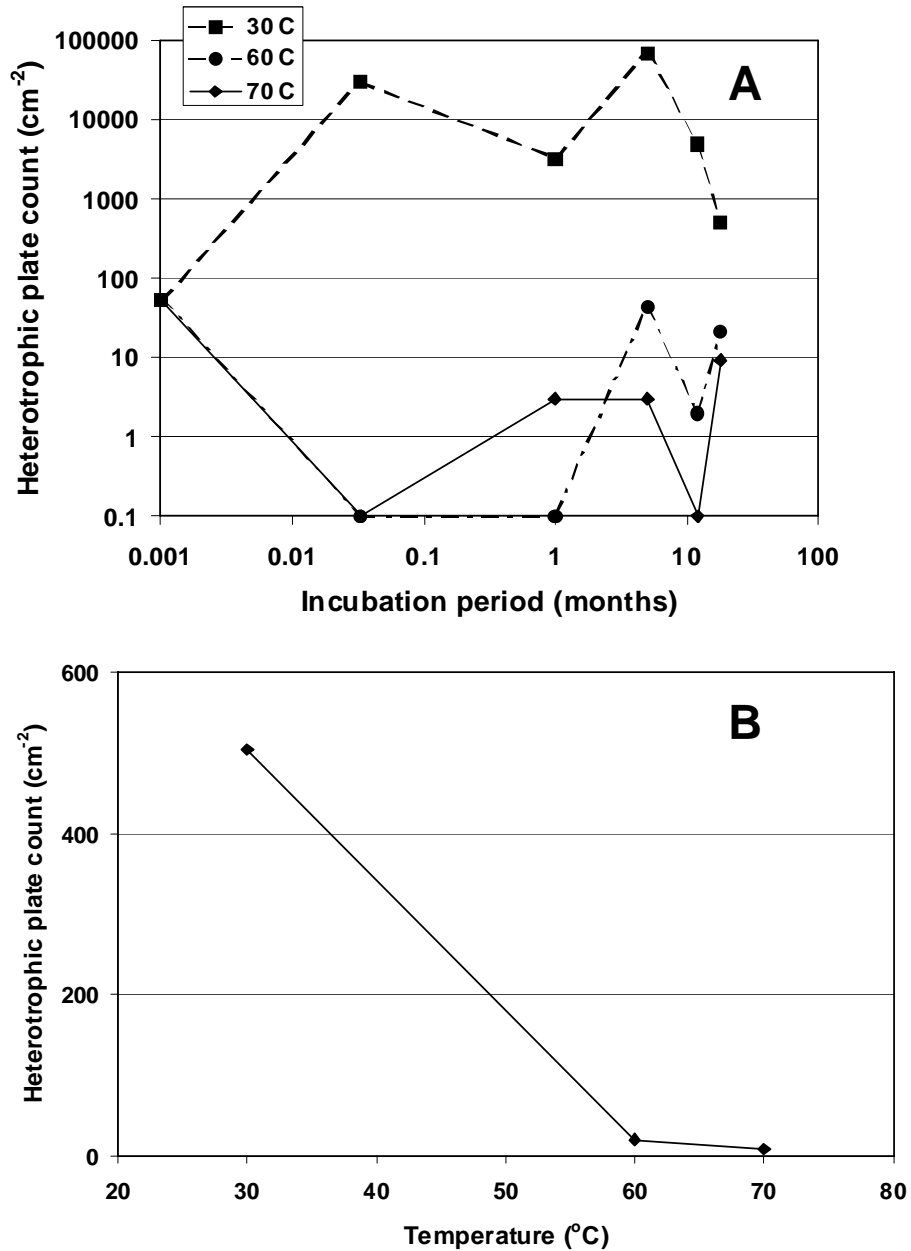 30 C
60 C
70 C
A
Heterotrophic plate count (cm-2)
100000
10000
1000
100
10
1
0.1
0.001 0.01 0.1 1 10 100
Incubation period (months)
B
Heterotrophic plate count (cm-2)
600
400
200
0
20 30 40 50 60 70 80
Temperature (oC)